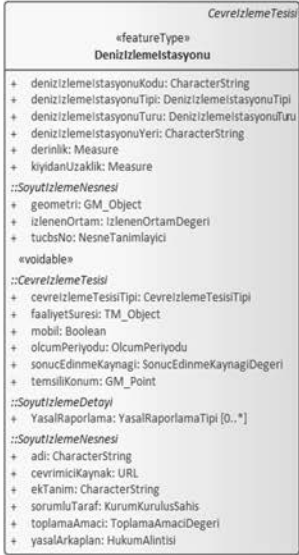 CevreIzlemeTesisi
«featureType»
DenizIzlemeIstasyonu
+ denizIzlemeIstasyonuKodu: CharacterString
+ denizIzlemeIstasyonuTipi: DenizIzlemeIstasyonuTipi
+ denizIzlemeIstasyonuTuru: DenizIzlemeIstasyonuTuru
+ denizIzlemeIstasyonuYeri: CharacterString
+ derinlik: Measure
+ kiyidanUzaklik: Measure
::SoyutIzlemeNesnesi
+ geometri: GM_Object
+ izlenenOrtam: IzlenenOrtamDegeri
+ tucbsNo: NesneTanimlayici
«voidable»
::CevreIzlemeTesisi
+ cevreIzlemeTesisiTipi: CevreIzlemeTesisiTipi
+ faaliyetSuresi: TM_Object
+ mobil: Boolean
+ olcumPeriyodu: OlcumPeriyodu
+ sonucEdinmeKaynagi: SonucEdinmeKaynagiDegeri
+ temsiliKonum: GM_Point
::SoyutIzlemeDetayi
+ YasalRaporlama: YasalRaporlamaTipi [0..*]
::SoyutIzlemeNesnesi
+ adi: CharacterString
+ cevrimiciKaynak: URL
+ ekTanim: CharacterString
+ sorumluTaraf: KurumKurulusSahis
+ toplamaAmaci: ToplamaAmaciDegeri
+ yasalArkaplan: HukumAlintisi